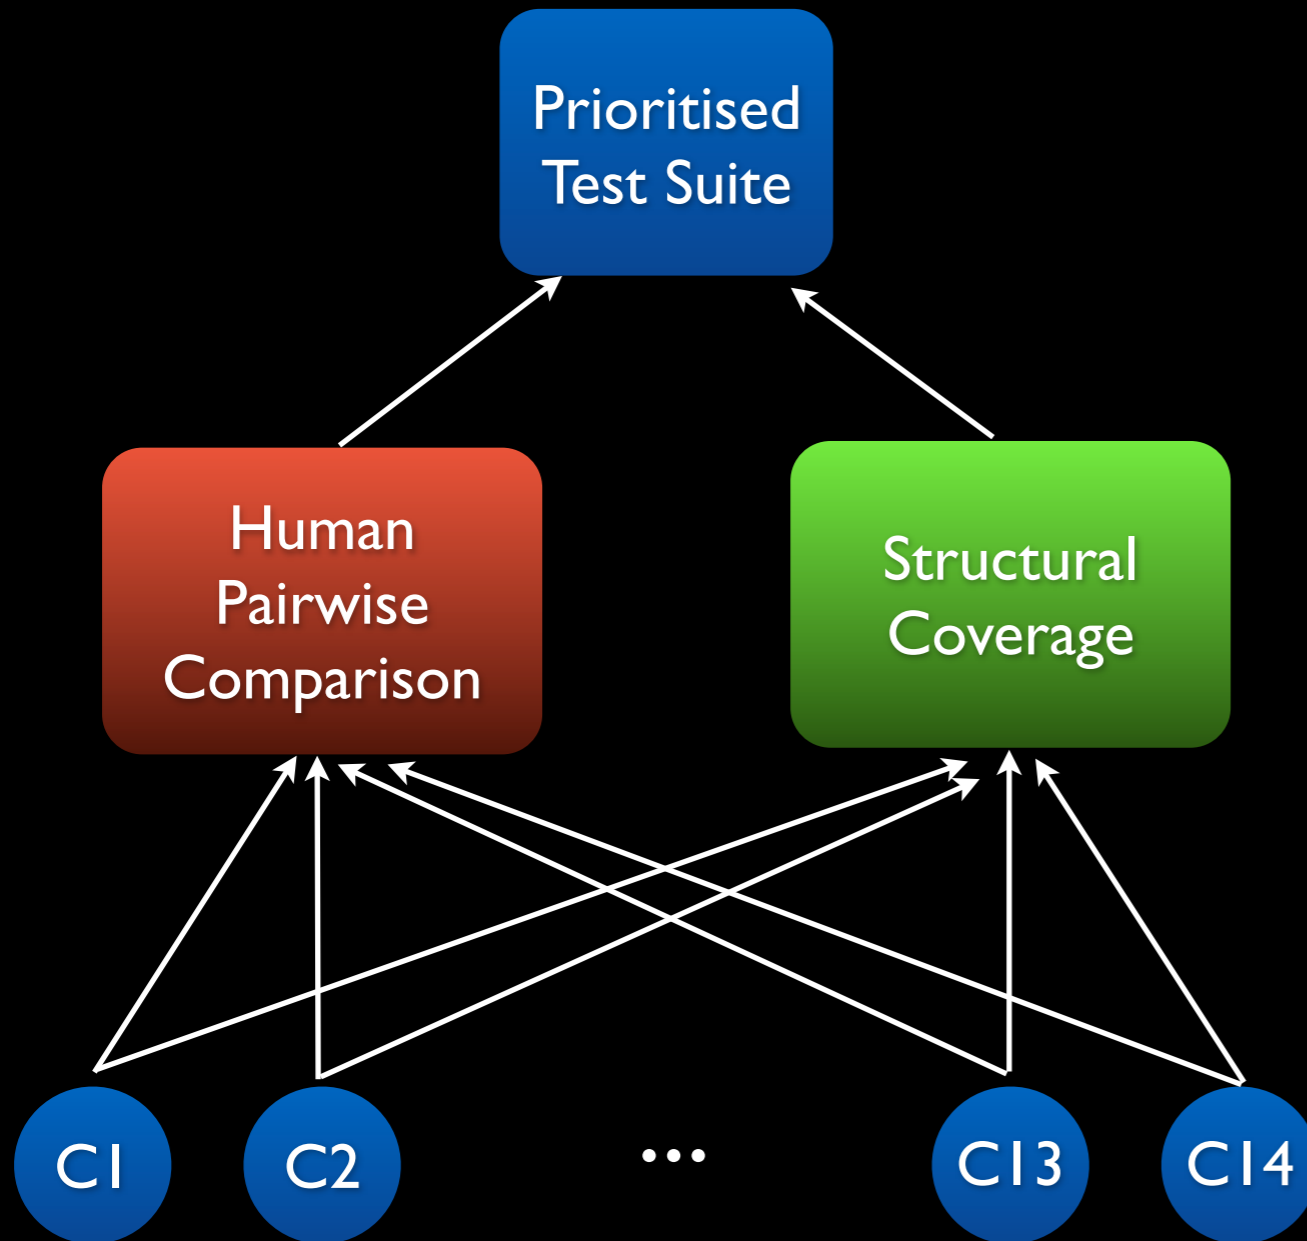 Prioritised
Test Suite
Human
Pairwise
Comparison
Structural
Coverage
C1
C2
...
C13
C14